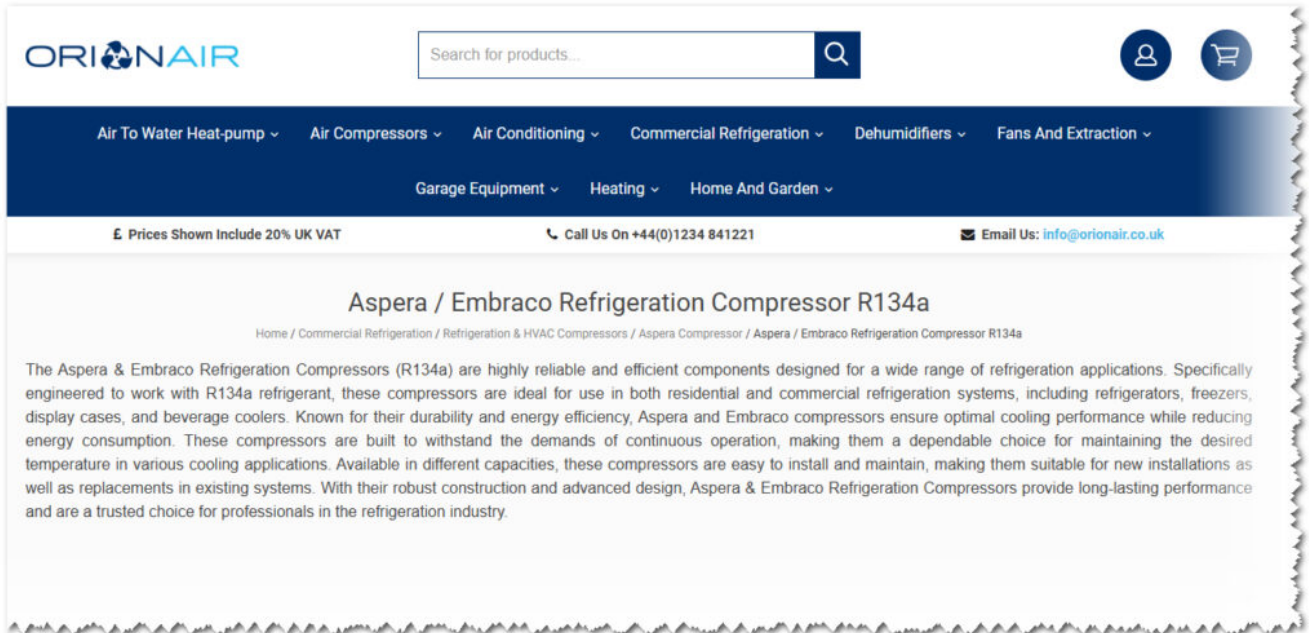 ORIONAIR
Search for products...
Air To Water Heat-pump
Air Compressors
Air Conditioning
Commercial Refrigeration
Dehumidifiers
Fans And Extraction
Garage Equipment
Heating
Home And Garden
£ Prices Shown Include 20% UK VAT
Call Us On +44(0)1234 841221
Email Us: info@orionair.co.uk
Aspera / Embraco Refrigeration Compressor R134a
Home / Commercial Refrigeration / Refrigeration & HVAC Compressors / Aspera Compressor / Aspera / Embraco Refrigeration Compressor R134a
The Aspera & Embraco Refrigeration Compressors (R134a) are highly reliable and efficient components designed for a wide range of refrigeration applications. Specifically
engineered to work with R134a refrigerant, these compressors are ideal for use in both residential and commercial refrigeration systems, including refrigerators, freezers,
display cases, and beverage coolers. Known for their durability and energy efficiency, Aspera and Embraco compressors ensure optimal cooling performance while reducing
energy consumption. These compressors are built to withstand the demands of continuous operation, making them a dependable choice for maintaining the desired
temperature in various cooling applications. Available in different capacities, these compressors are easy to install and maintain, making them suitable for new installations as
well as replacements in existing systems. With their robust construction and advanced design, Aspera & Embraco Refrigeration Compressors provide long-lasting performance
and are a trusted choice for professionals in the refrigeration industry.